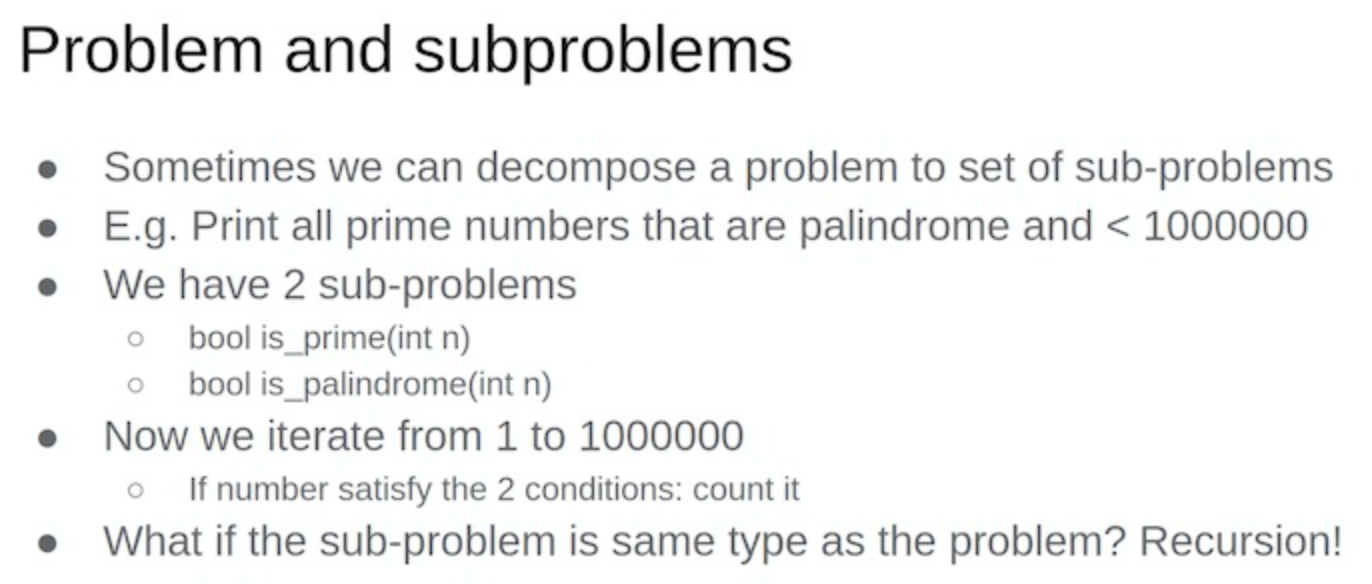 Problem and subproblems
● Sometimes we can decompose a problem to set of sub-problems
● E.g. Print all prime numbers that are palindrome and < 1000000
● We have 2 sub-problems
○ bool is_prime(int n)
○ bool is_palindrome(int n)
● Now we iterate from 1 to 1000000
○ If number satisfy the 2 conditions: count it
● What if the sub-problem is same type as the problem? Recursion!